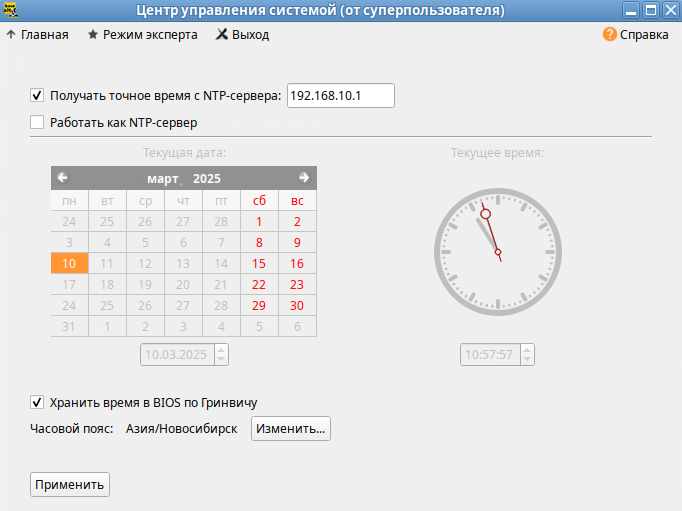 Центр управления системой (от суперпользователя)
Главная Режим эксперта Выход Справка
Получать точное время с NTP-сервера: 192.168.10.1
Работать как NTP-сервер
Текущая дата: Текущее время:
март 2025
пн вт ср чт пт сб вс
24 25 26 27 28 1 2
3 4 5 6 7 8 9
10 11 12 13 14 15 16
17 18 19 20 21 22 23
24 25 26 27 28 29 30
31 1 2 3 4 5 6
10.03.2025 10:57:57
Хранить время в BIOS по Гринвичу
Часовой пояс: Азия/Новосибирск Изменить...
Применить